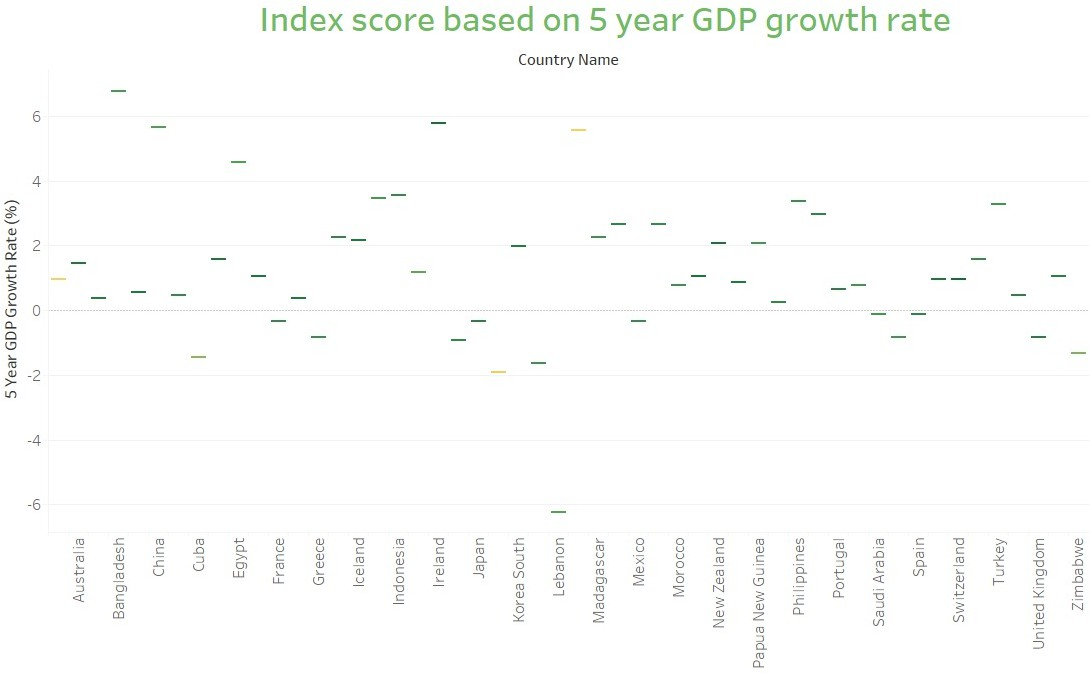 Index score based on 5 year GDP growth rate
Country Name
5 Year GDP Growth Rate (%)
6
4
2
0
-2
-4
-6
Australia
Bangladesh
China
Cuba
Egypt
France
Greece
Iceland
Indonesia
Ireland
Japan
Korea South
Lebanon
Madagascar
Mexico
Morocco
New Zealand
Papua New Guinea
Philippines
Portugal
Saudi Arabia
Spain
Switzerland
Turkey
United Kingdom
Zimbabwe